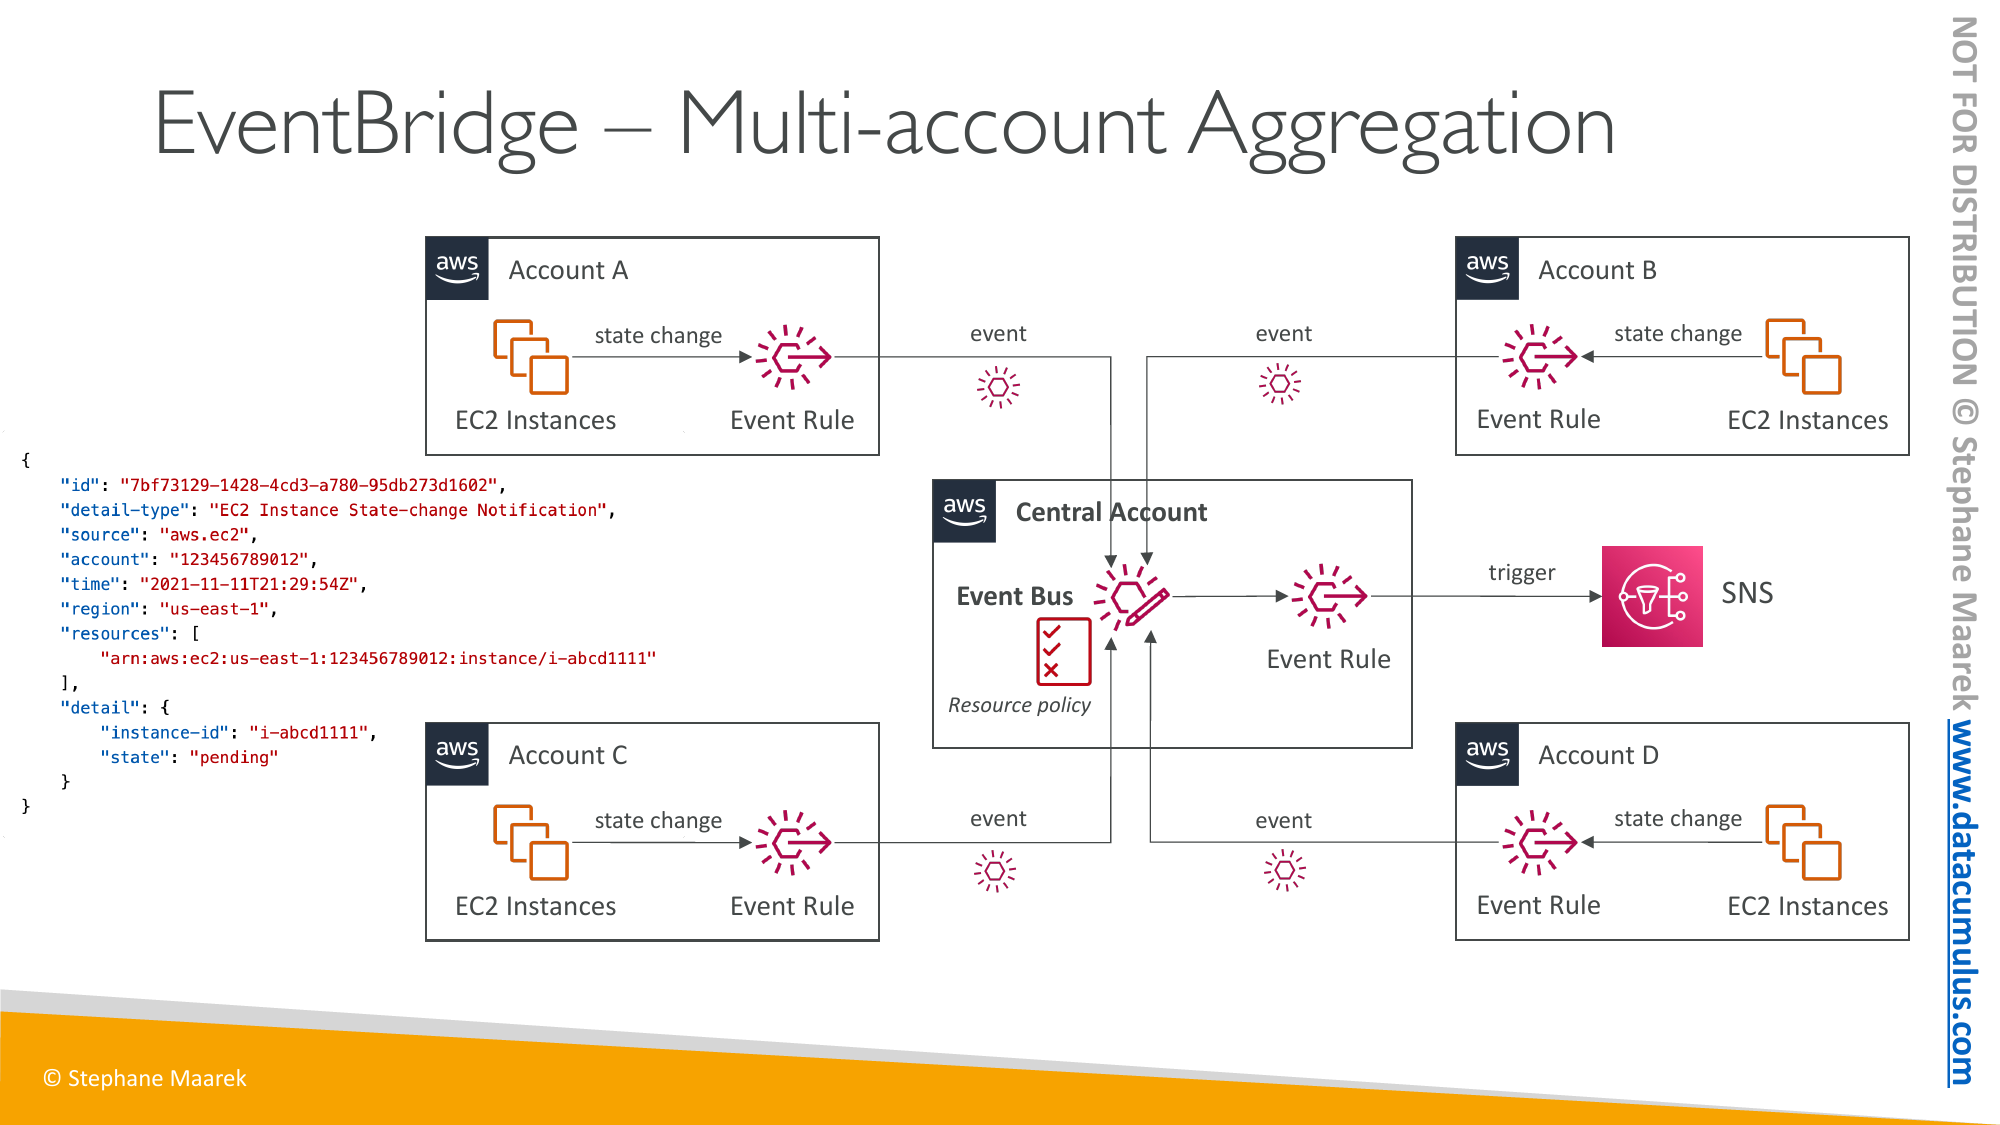 EventBridge – Multi-account Aggregation
aws
Account A
state change
EC2 Instances
Event Rule
event
event
aws
Account B
state change
Event Rule
EC2 Instances
{
"id": "7bf73129-1428-4cd3-a780-95db273d1602",
"detail-type": "EC2 Instance State-change Notification",
"source": "aws.ec2",
"account": "123456789012",
"time": "2021-11-11T21:29:54Z",
"region": "us-east-1",
"resources": [
"arn:aws:ec2:us-east-1:123456789012:instance/i-abcd1111"
],
"detail": {
"instance-id": "i-abcd1111",
"state": "pending"
}
}
aws
Central Account
Event Bus
Resource policy
Event Rule
trigger
SNS
aws
Account C
state change
EC2 Instances
Event Rule
event
event
aws
Account D
state change
Event Rule
EC2 Instances
© Stephane Maarek
NOT FOR DISTRIBUTION © Stephane Maarek www.datacumulus.com